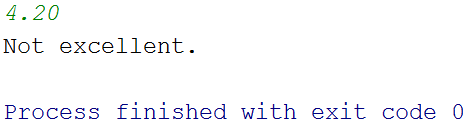 4.20
Not excellent.
Process finished with exit code 0